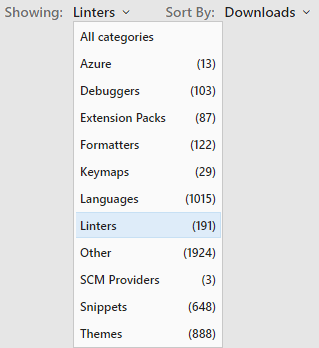 Showing: Linters Sort By: Downloads
All categories
Azure (13)
Debuggers (103)
Extension Packs (87)
Formatters (122)
Keymaps (29)
Languages (1015)
Linters (191)
Other (1924)
SCM Providers (3)
Snippets (648)
Themes (888)